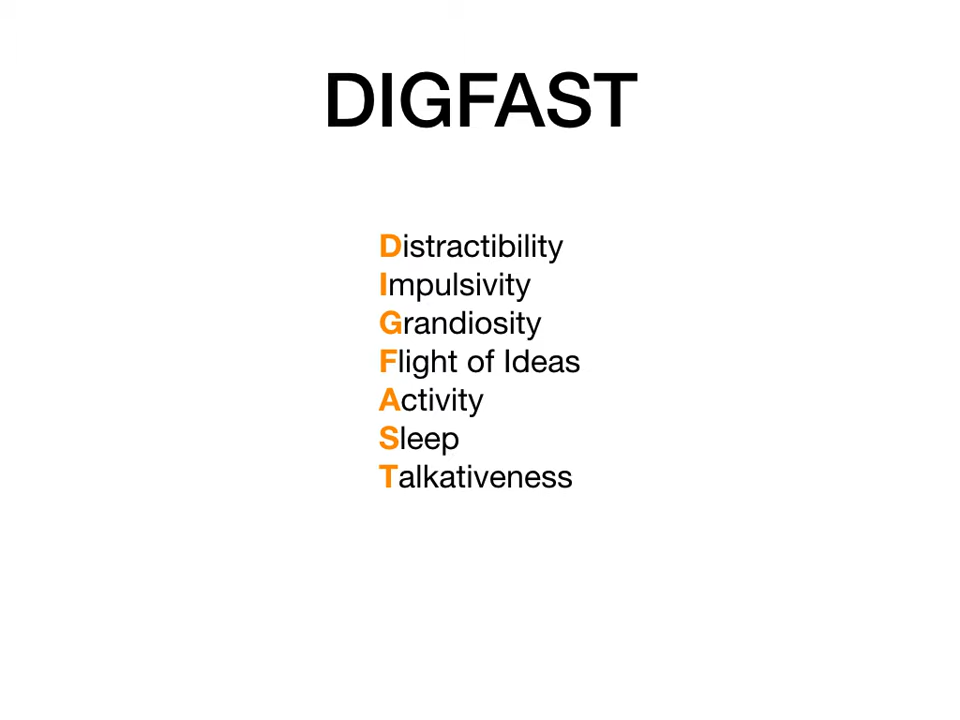 DIGFAST
Distractibility
Impulsivity
Grandiosity
Flight of Ideas
Activity
Sleep
Talkativeness